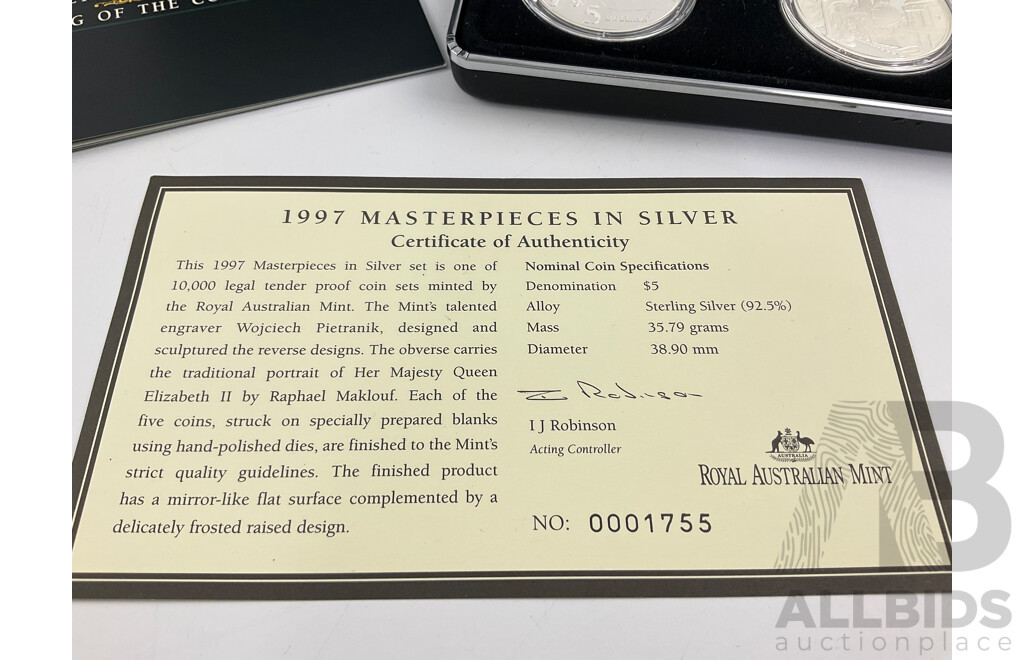 G OF THE CO
$5
1997 MASTERPIECES IN SILVER
Certificate of Authenticity
This 1997 Masterpieces in Silver set is one of
10,000 legal tender proof coin sets minted by
the Royal Australian Mint. The Mint's talented
engraver Wojciech Pietranik, designed and
sculptured the reverse designs. The obverse carries
the traditional portrait of Her Majesty Queen
Elizabeth II by Raphael Maklouf. Each of the
five coins, struck on specially prepared blanks
using hand-polished dies, are finished to the Mint's
strict quality guidelines. The finished product
has a mirror-like flat surface complemented by a
delicately frosted raised design.
Nominal Coin Specifications
Denomination $5
Alloy Sterling Silver (92.5%)
Mass 35.79 grams
Diameter 38.90 mm
I Robinson
I J Robinson
Acting Controller
AUSTRALIA
ROYAL AUSTRALIAN MINT
NO: 0001755
AB
ALLBIDS
auctionplace